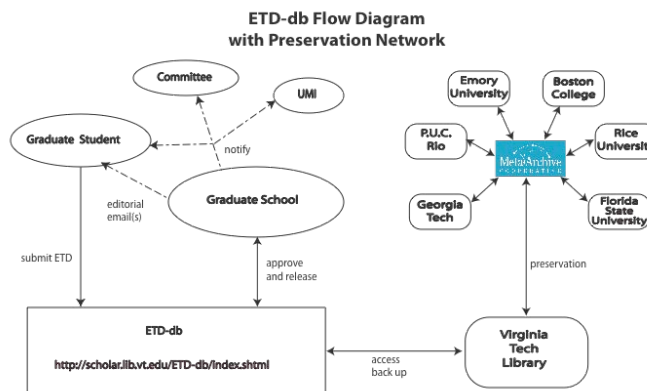 ETD-db Flow Diagram
with Preservation Network
Committee
UMI
Graduate Student
notify
editorial
email(s)
Graduate School
submit ETD
approve
and release
ETD-db
http://scholar.lib.vt.edu/ETD-db/index.shtml
access
back up
Virginia
Tech
Library
preservation
Emory
University
Boston
College
P.U.C.
Rio
MetaArchive
COOPERATIVE
Rice
University
Georgia
Tech
Florida
State
University